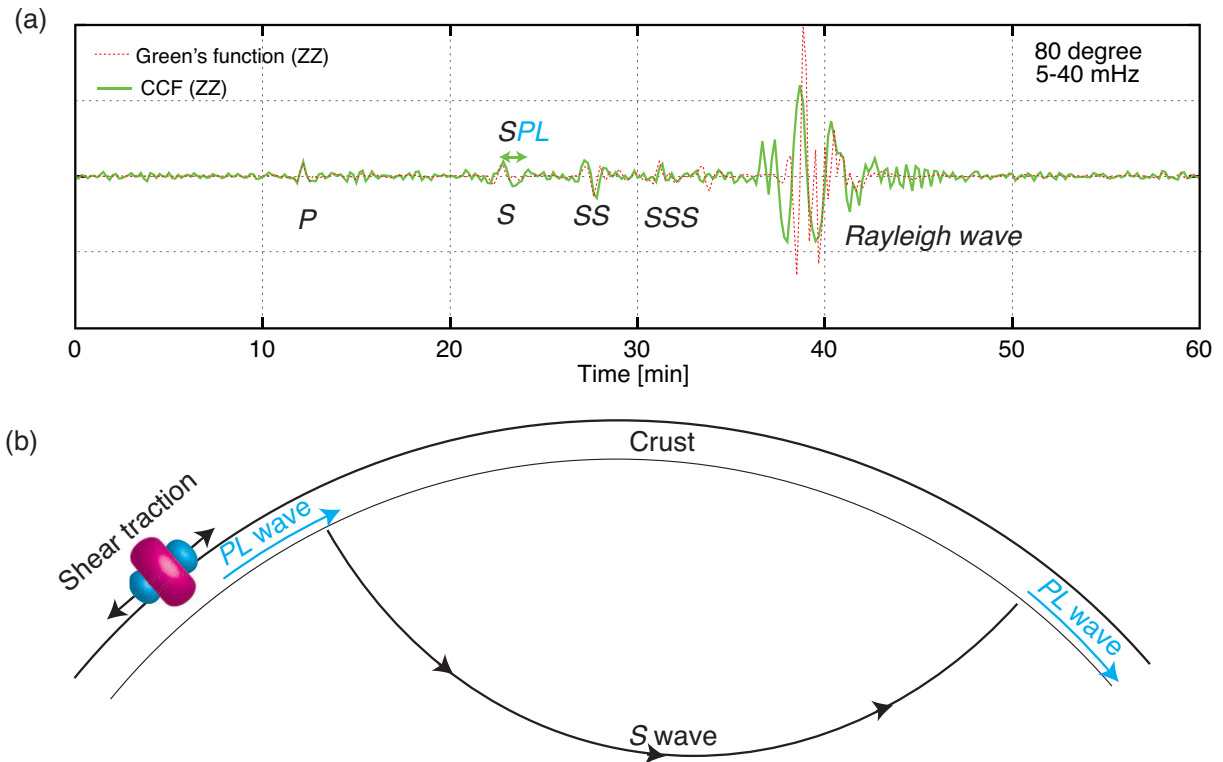 (a)
Green's function (ZZ)
CCF (ZZ)
80 degree
5-40 mHz
SPL
P
S
SS
SSS
Rayleigh wave
0
10
20
30
40
50
60
Time [min]
(b)
Crust
Shear traction
PL wave
PL wave
S wave